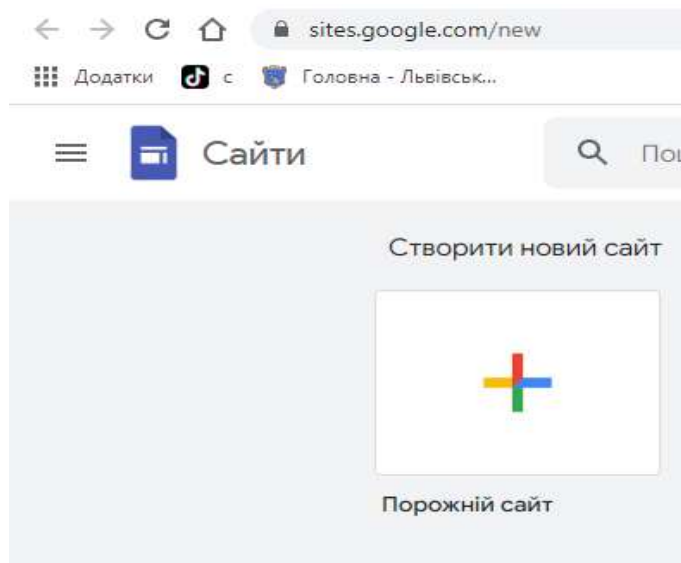 sites.google.com/new
Додатки с Головна - Львівськ...
Сайти
Створити новий сайт
Порожній сайт